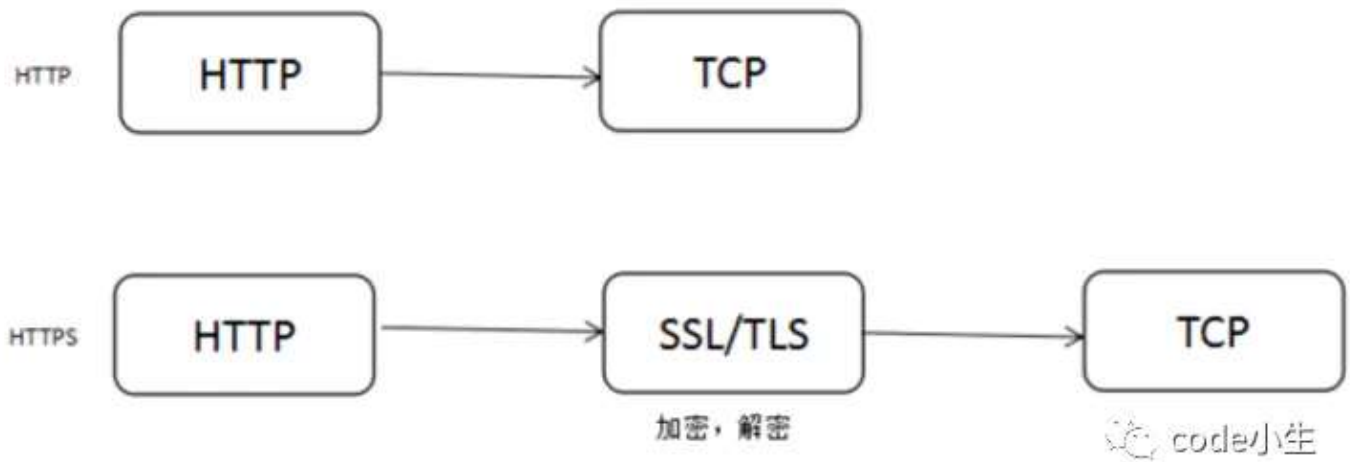 HTTP
HTTP
TCP
HTTPS
HTTP
SSL/TLS
TCP
加密，解密
code小生